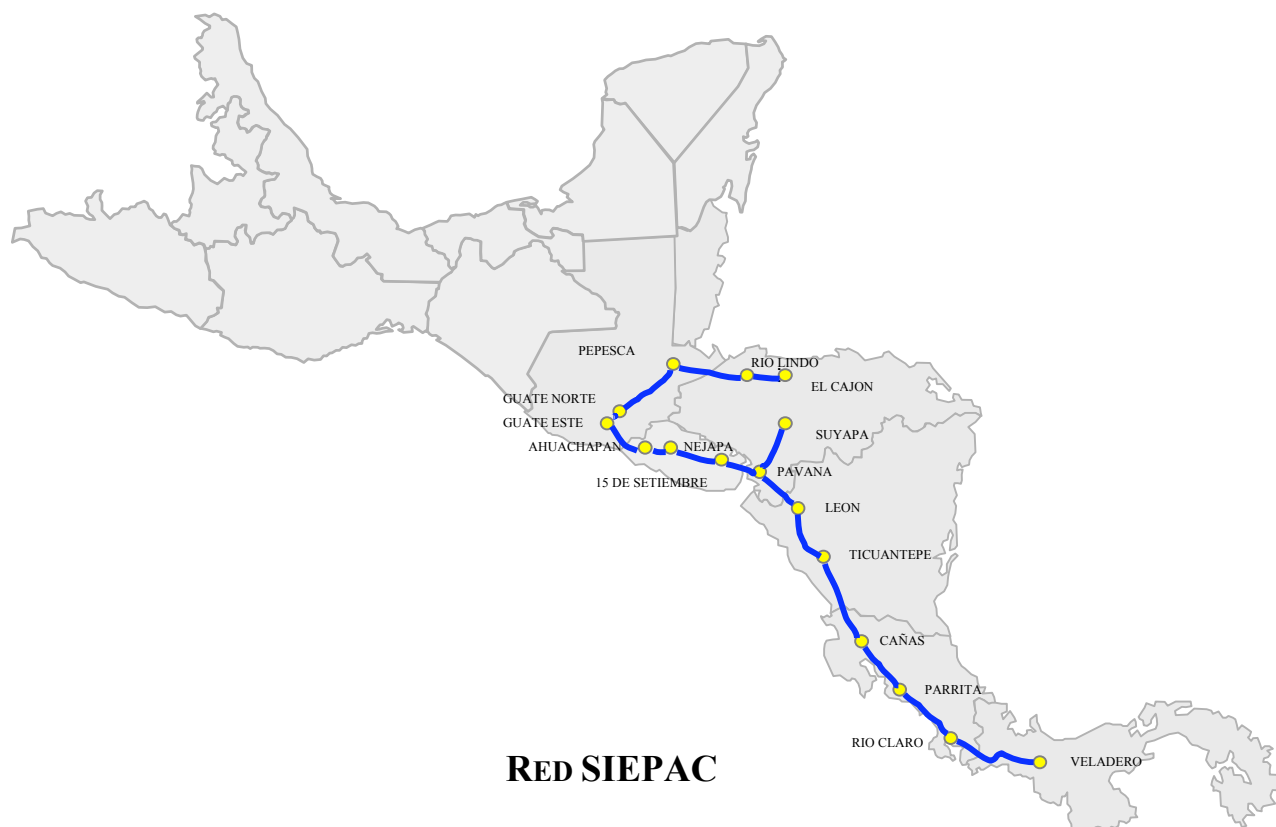 PEPESCA
RIO LINDO
EL CAJON
GUATE NORTE
GUATE ESTE
SUYAPA
AHUACHAPAN
NEJAPA
PAVANA
15 DE SETIEMBRE
LEON
TICUANTEPE
CAÑAS
PARRITA
RIO CLARO
VELADERO
RED SIEPAC